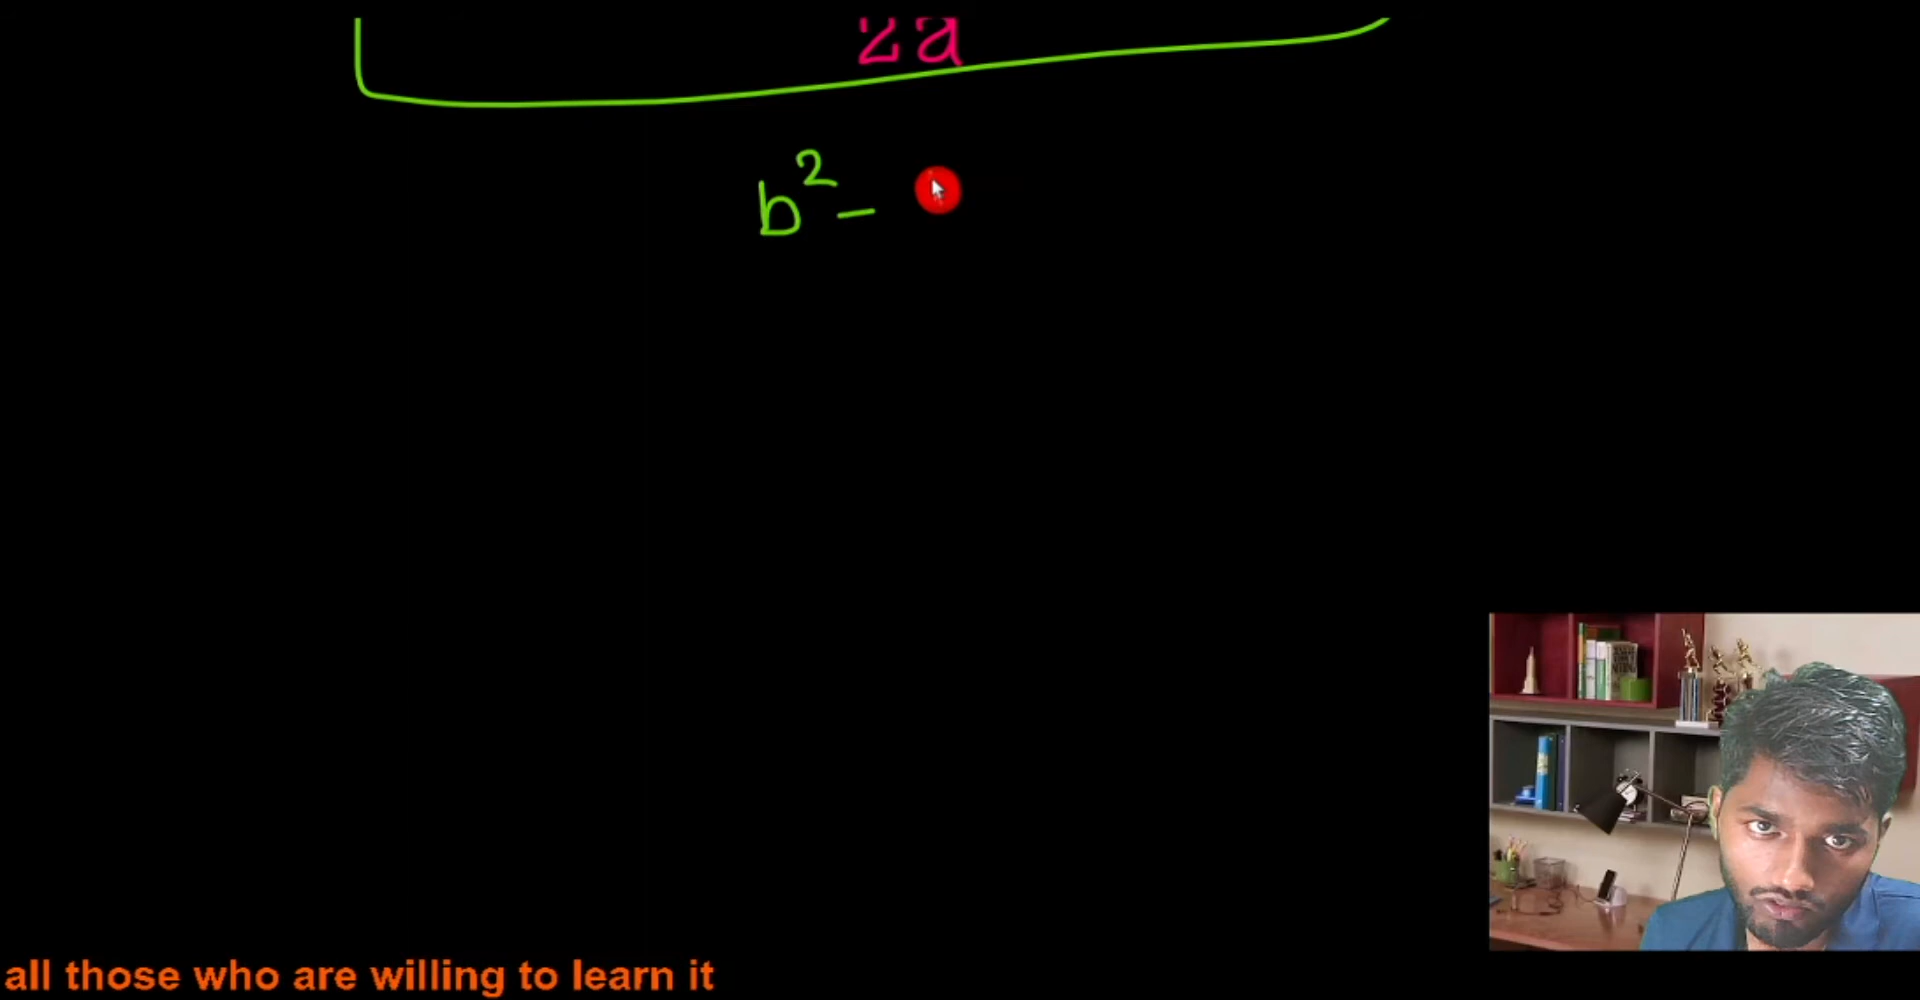 2a
b² -
all those who are willing to learn it